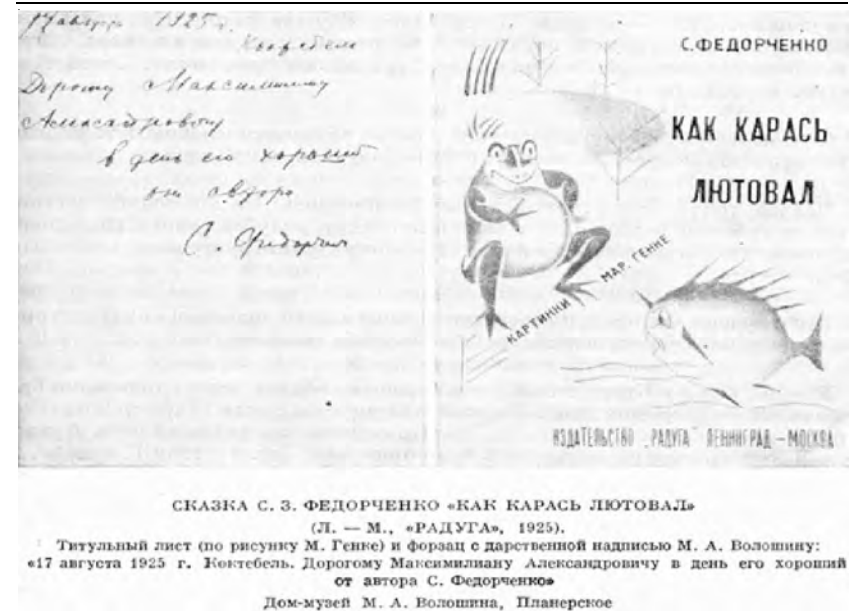 17 августа 1925 г.
Коктебель
Дорогому Максимилиану
Александровичу
в день его хороший
от автора
С. Федорченко
С. ФЕДОРЧЕНКО
КАК КАРАСЬ
ЛЮТОВАЛ
КАРТИНКИ МАР. ГЕНКЕ
ИЗДАТЕЛЬСТВО „РАДУГА" ЛЕНИНГРАД – МОСКВА
СКАЗКА С. З. ФЕДОРЧЕНКО «КАК КАРАСЬ ЛЮТОВАЛ»
(Л. — М., «РАДУГА», 1925).
Титульный лист (по рисунку М. Генке) и форзац с дарственной надписью М. А. Волошину:
«17 августа 1925 г. Коктебель. Дорогому Максимилиану Александровичу в день его хороший
от автора С. Федорченко»
Дом-музей М. А. Волошина, Планерское